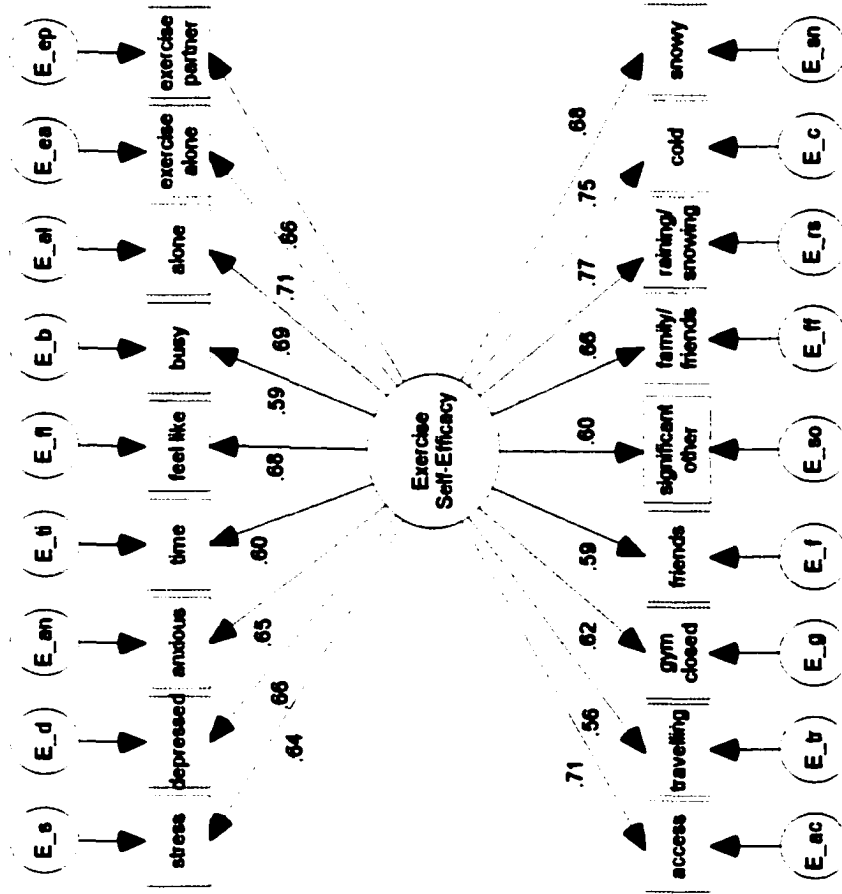 E_s
E_d
E_an
E_ti
E_fl
E_b
E_al
E_ea
E_ep
stress
depressed
anxious
time
feel like
busy
alone
exercise
alone
exercise
partner
.64
.66
.65
.60
.68
.59
.69
.71
.66
Exercise
Self-Efficacy
.71
.56
.62
.59
.60
.66
.77
.75
.68
access
travelling
gym
closed
friends
significant
other
family/
friends
raining/
snowing
cold
snowy
E_ac
E_tr
E_g
E_f
E_so
E_ff
E_rs
E_c
E_sn